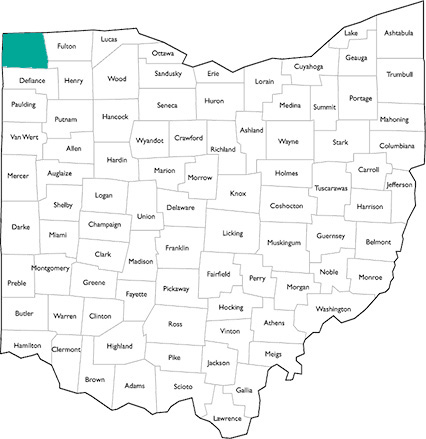 Lake
Ashtabula
Lucas
Fulton
Ottawa
Geauga
Cuyahoga
Trumbull
Sandusky
Erie
Lorain
Defiance
Henry
Wood
Portage
Paulding
Seneca
Huron
Medina
Summit
Putnam
Hancock
Mahoning
Van Wert
Wyandot
Crawford
Ashland
Richland
Wayne
Stark
Columbiana
Allen
Hardin
Marion
Mercer
Auglaize
Morrow
Holmes
Carroll
Jefferson
Tuscarawas
Logan
Knox
Shelby
Delaware
Coshocton
Harrison
Union
Darke
Miami
Champaign
Licking
Guernsey
Belmont
Franklin
Muskingum
Clark
Madison
Montgomery
Fairfield
Perry
Noble
Monroe
Preble
Greene
Fayette
Pickaway
Morgan
Hocking
Washington
Butler
Warren
Clinton
Ross
Vinton
Athens
Hamilton
Clermont
Highland
Pike
Jackson
Meigs
Brown
Adams
Scioto
Gallia
Lawrence